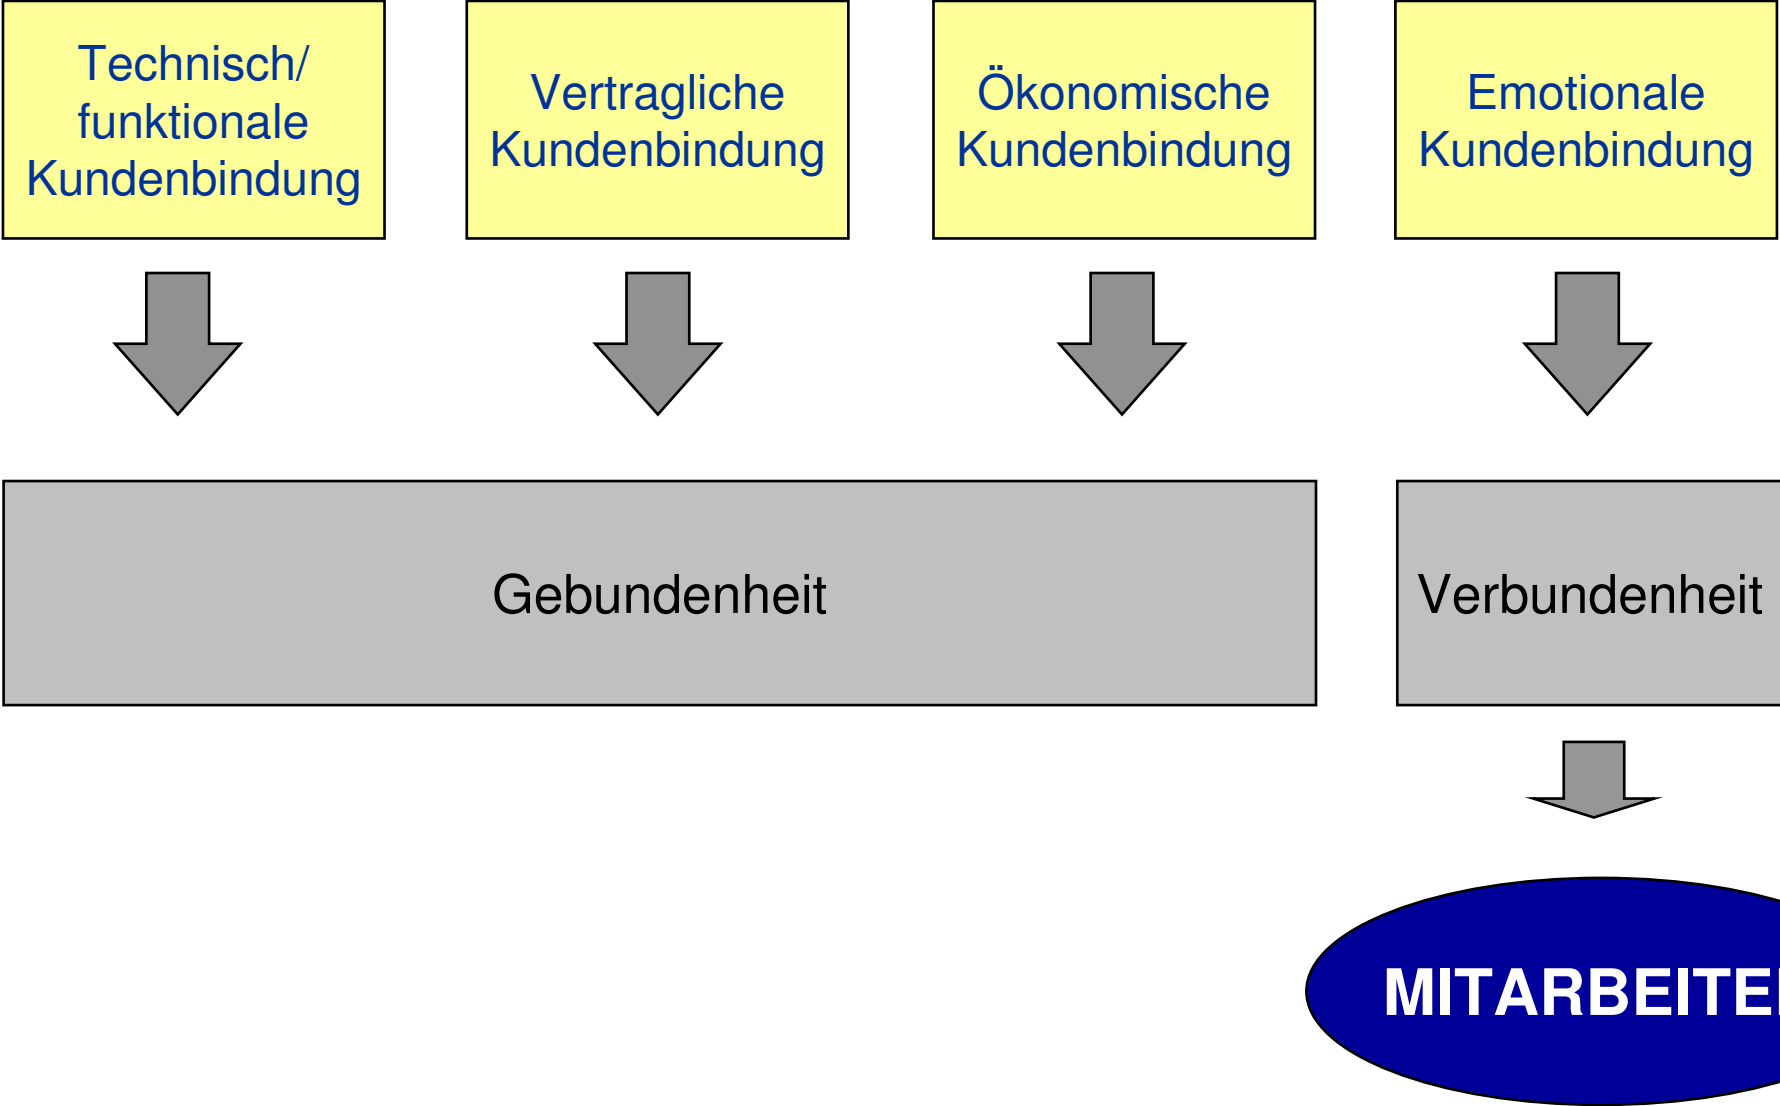 Technisch/
funktionale
Kundenbindung
Vertragliche
Kundenbindung
Ökonomische
Kundenbindung
Emotionale
Kundenbindung
Gebundenheit
Verbundenheit